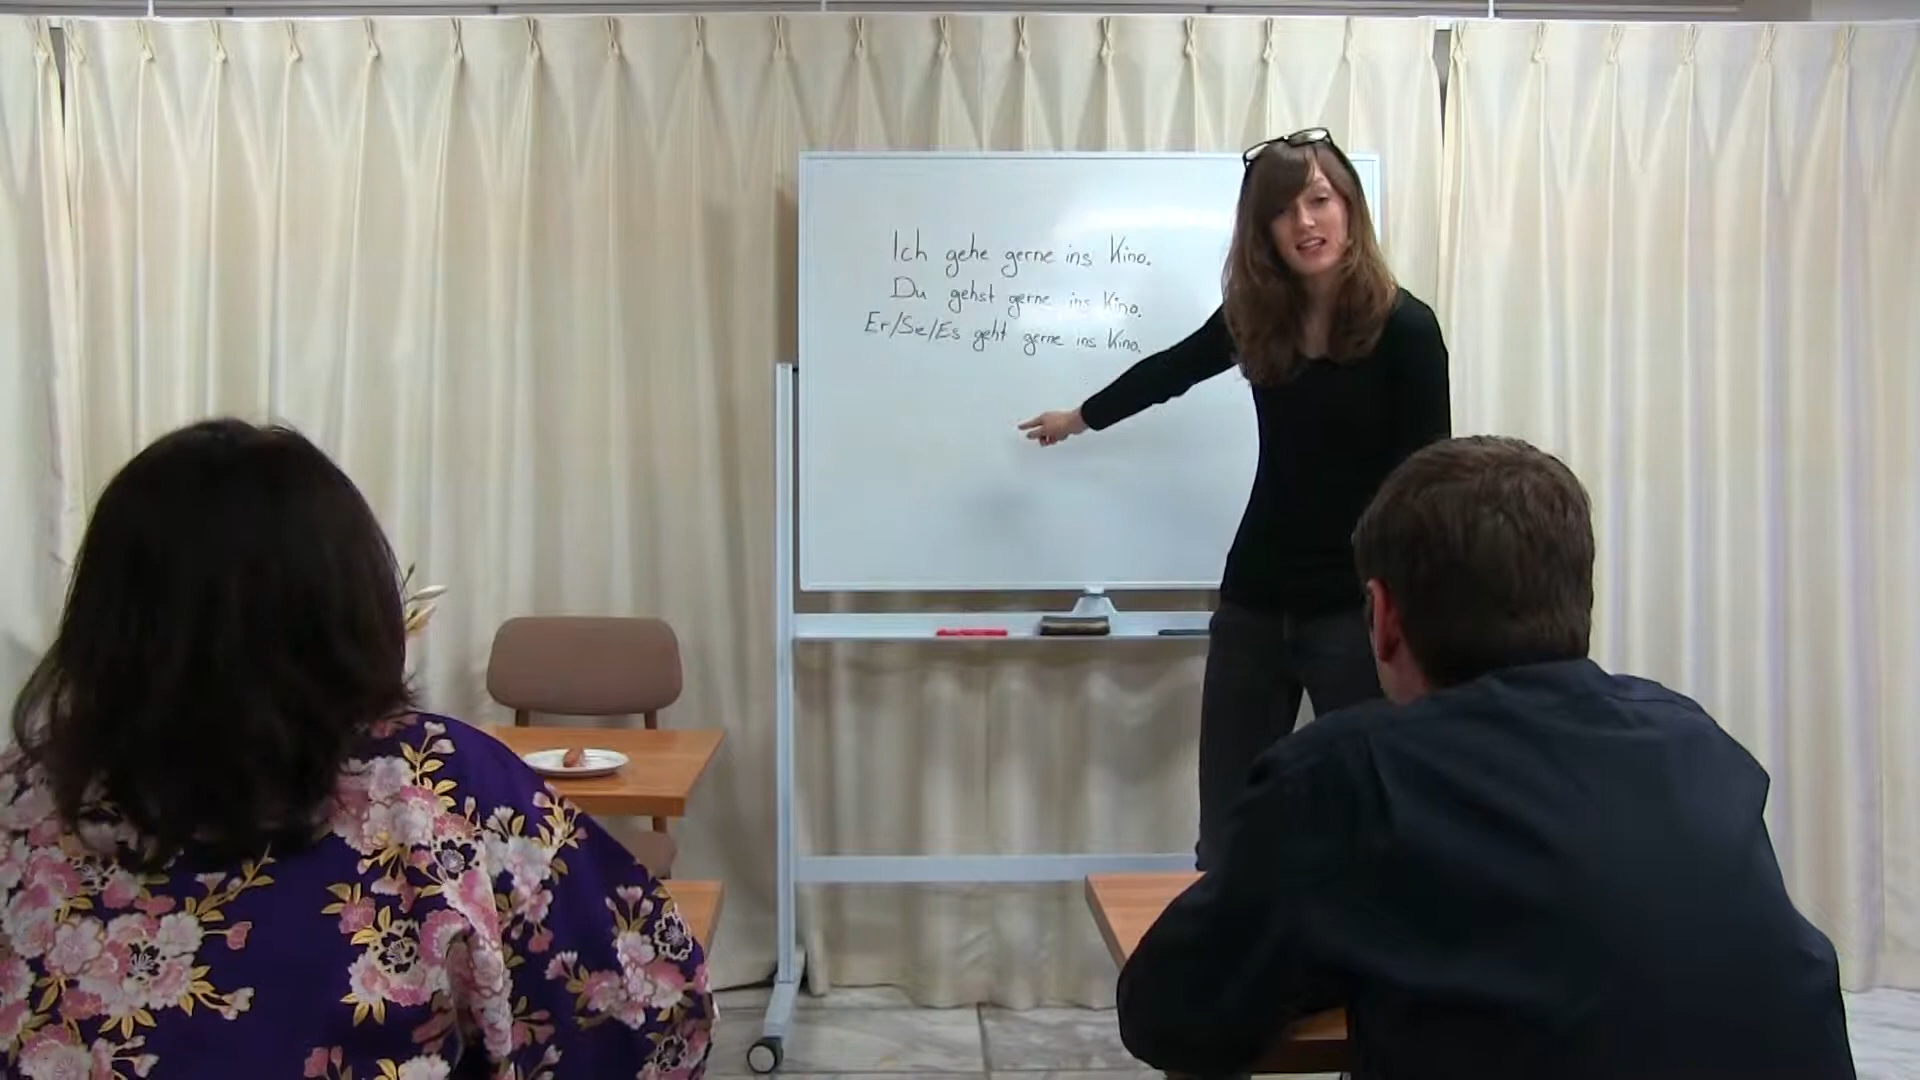 Ich gehe gerne ins Kino.
Du gehst gerne ins Kino.
Er/Sie/Es geht gerne ins Kino.